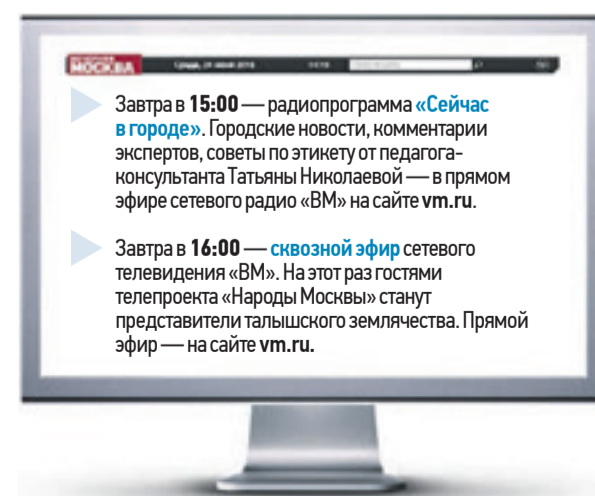 МОСКВА
Завтра в 15:00 — радиопрограмма «Сейчас
в городе». Городские новости, комментарии
экспертов, советы по этикету от педагога-
консультанта Татьяны Николаевой — в прямом
эфире сетевого радио «ВМ» на сайте vm.ru.
Завтра в 16:00 — сквозной эфир сетевого
телевидения «ВМ». На этот раз гостями
телепроекта «Народы Москвы» станут
представители талышского землячества. Прямой
эфир — на сайте vm.ru.